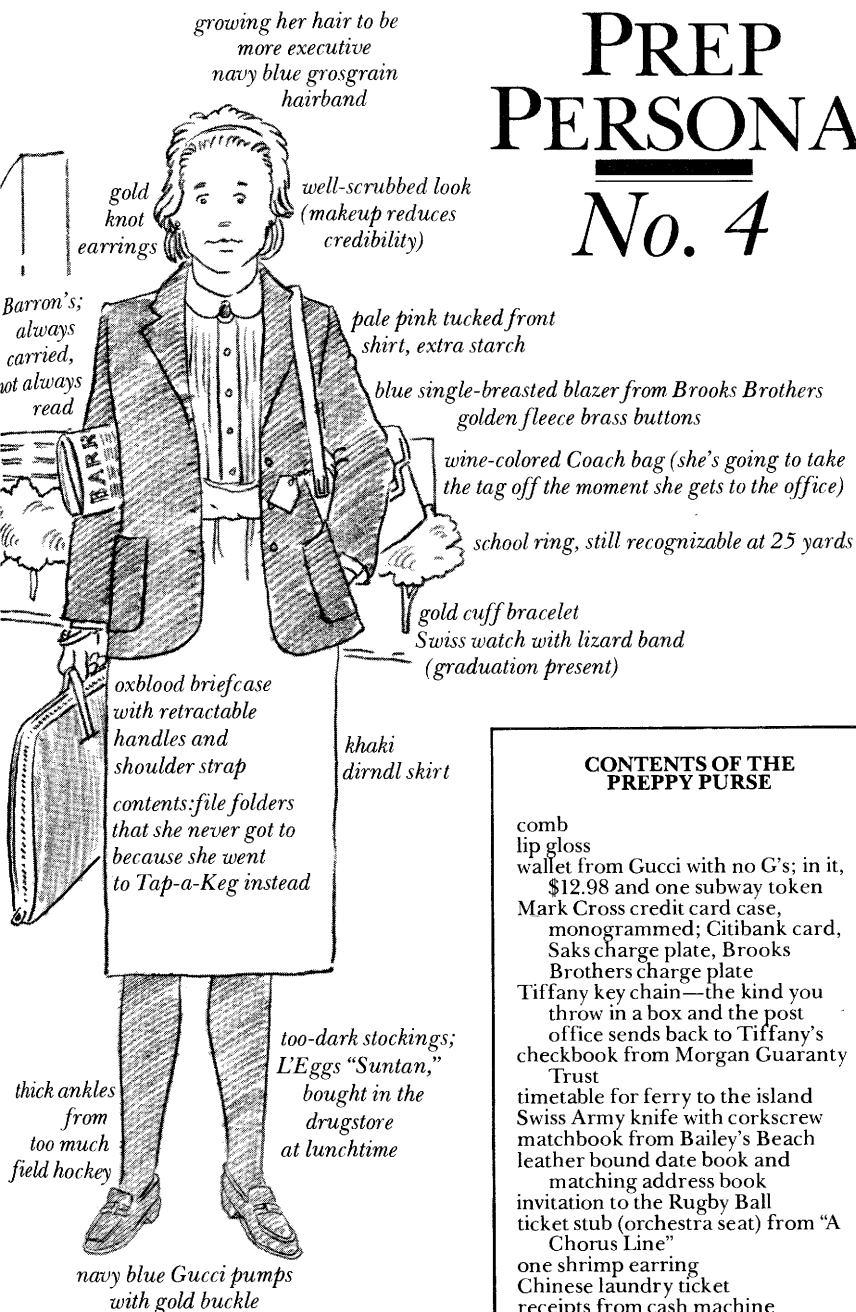 PREP
PERSONA
No. 4
growing her hair to be
more executive
navy blue grosgrain
hairband
gold
knot
earrings
well-scrubbed look
(makeup reduces
credibility)
Barron's;
always
carried,
not always
read
pale pink tucked front
shirt, extra starch
blue single-breasted blazer from Brooks Brothers
golden fleece brass buttons
BARR
wine-colored Coach bag (she's going to take
the tag off the moment she gets to the office)
school ring, still recognizable at 25 yards
gold cuff bracelet
Swiss watch with lizard band
(graduation present)
oxblood briefcase
with retractable
handles and
shoulder strap
contents:file folders
that she never got to
because she went
to Tap-a-Keg instead
khaki
dirndl skirt
too-dark stockings;
L'Eggs “Suntan,”
bought in the
drugstore
at lunchtime
thick ankles
from
too much
field hockey
navy blue Gucci pumps
with gold buckle
CONTENTS OF THE
PREPPY PURSE
comb
lip gloss
wallet from Gucci with no G's; in it,
$12.98 and one subway token
Mark Cross credit card case,
monogrammed; Citibank card,
Saks charge plate, Brooks
Brothers charge plate
Tiffany key chain—the kind you
throw in a box and the post
office sends back to Tiffany's
checkbook from Morgan Guaranty
Trust
timetable for ferry to the island
Swiss Army knife with corkscrew
matchbook from Bailey's Beach
leather bound date book and
matching address book
invitation to the Rugby Ball
ticket stub (orchestra seat) from “A
Chorus Line”
one shrimp earring
Chinese laundry ticket
receipts from cash machine